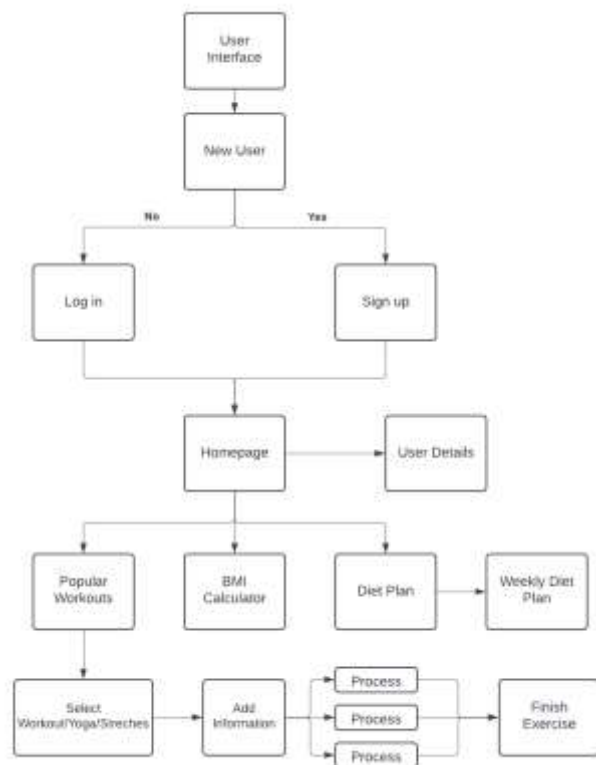 User
Interface
New User
No
Yes
Log in
Sign up
Homepage
User Details
Popular
Workouts
BMI
Calculator
Diet Plan
Weekly Diet
Plan
Select
Workout/Yoga/Streches
Add
Information
Process
Process
Process
Finish
Exercise